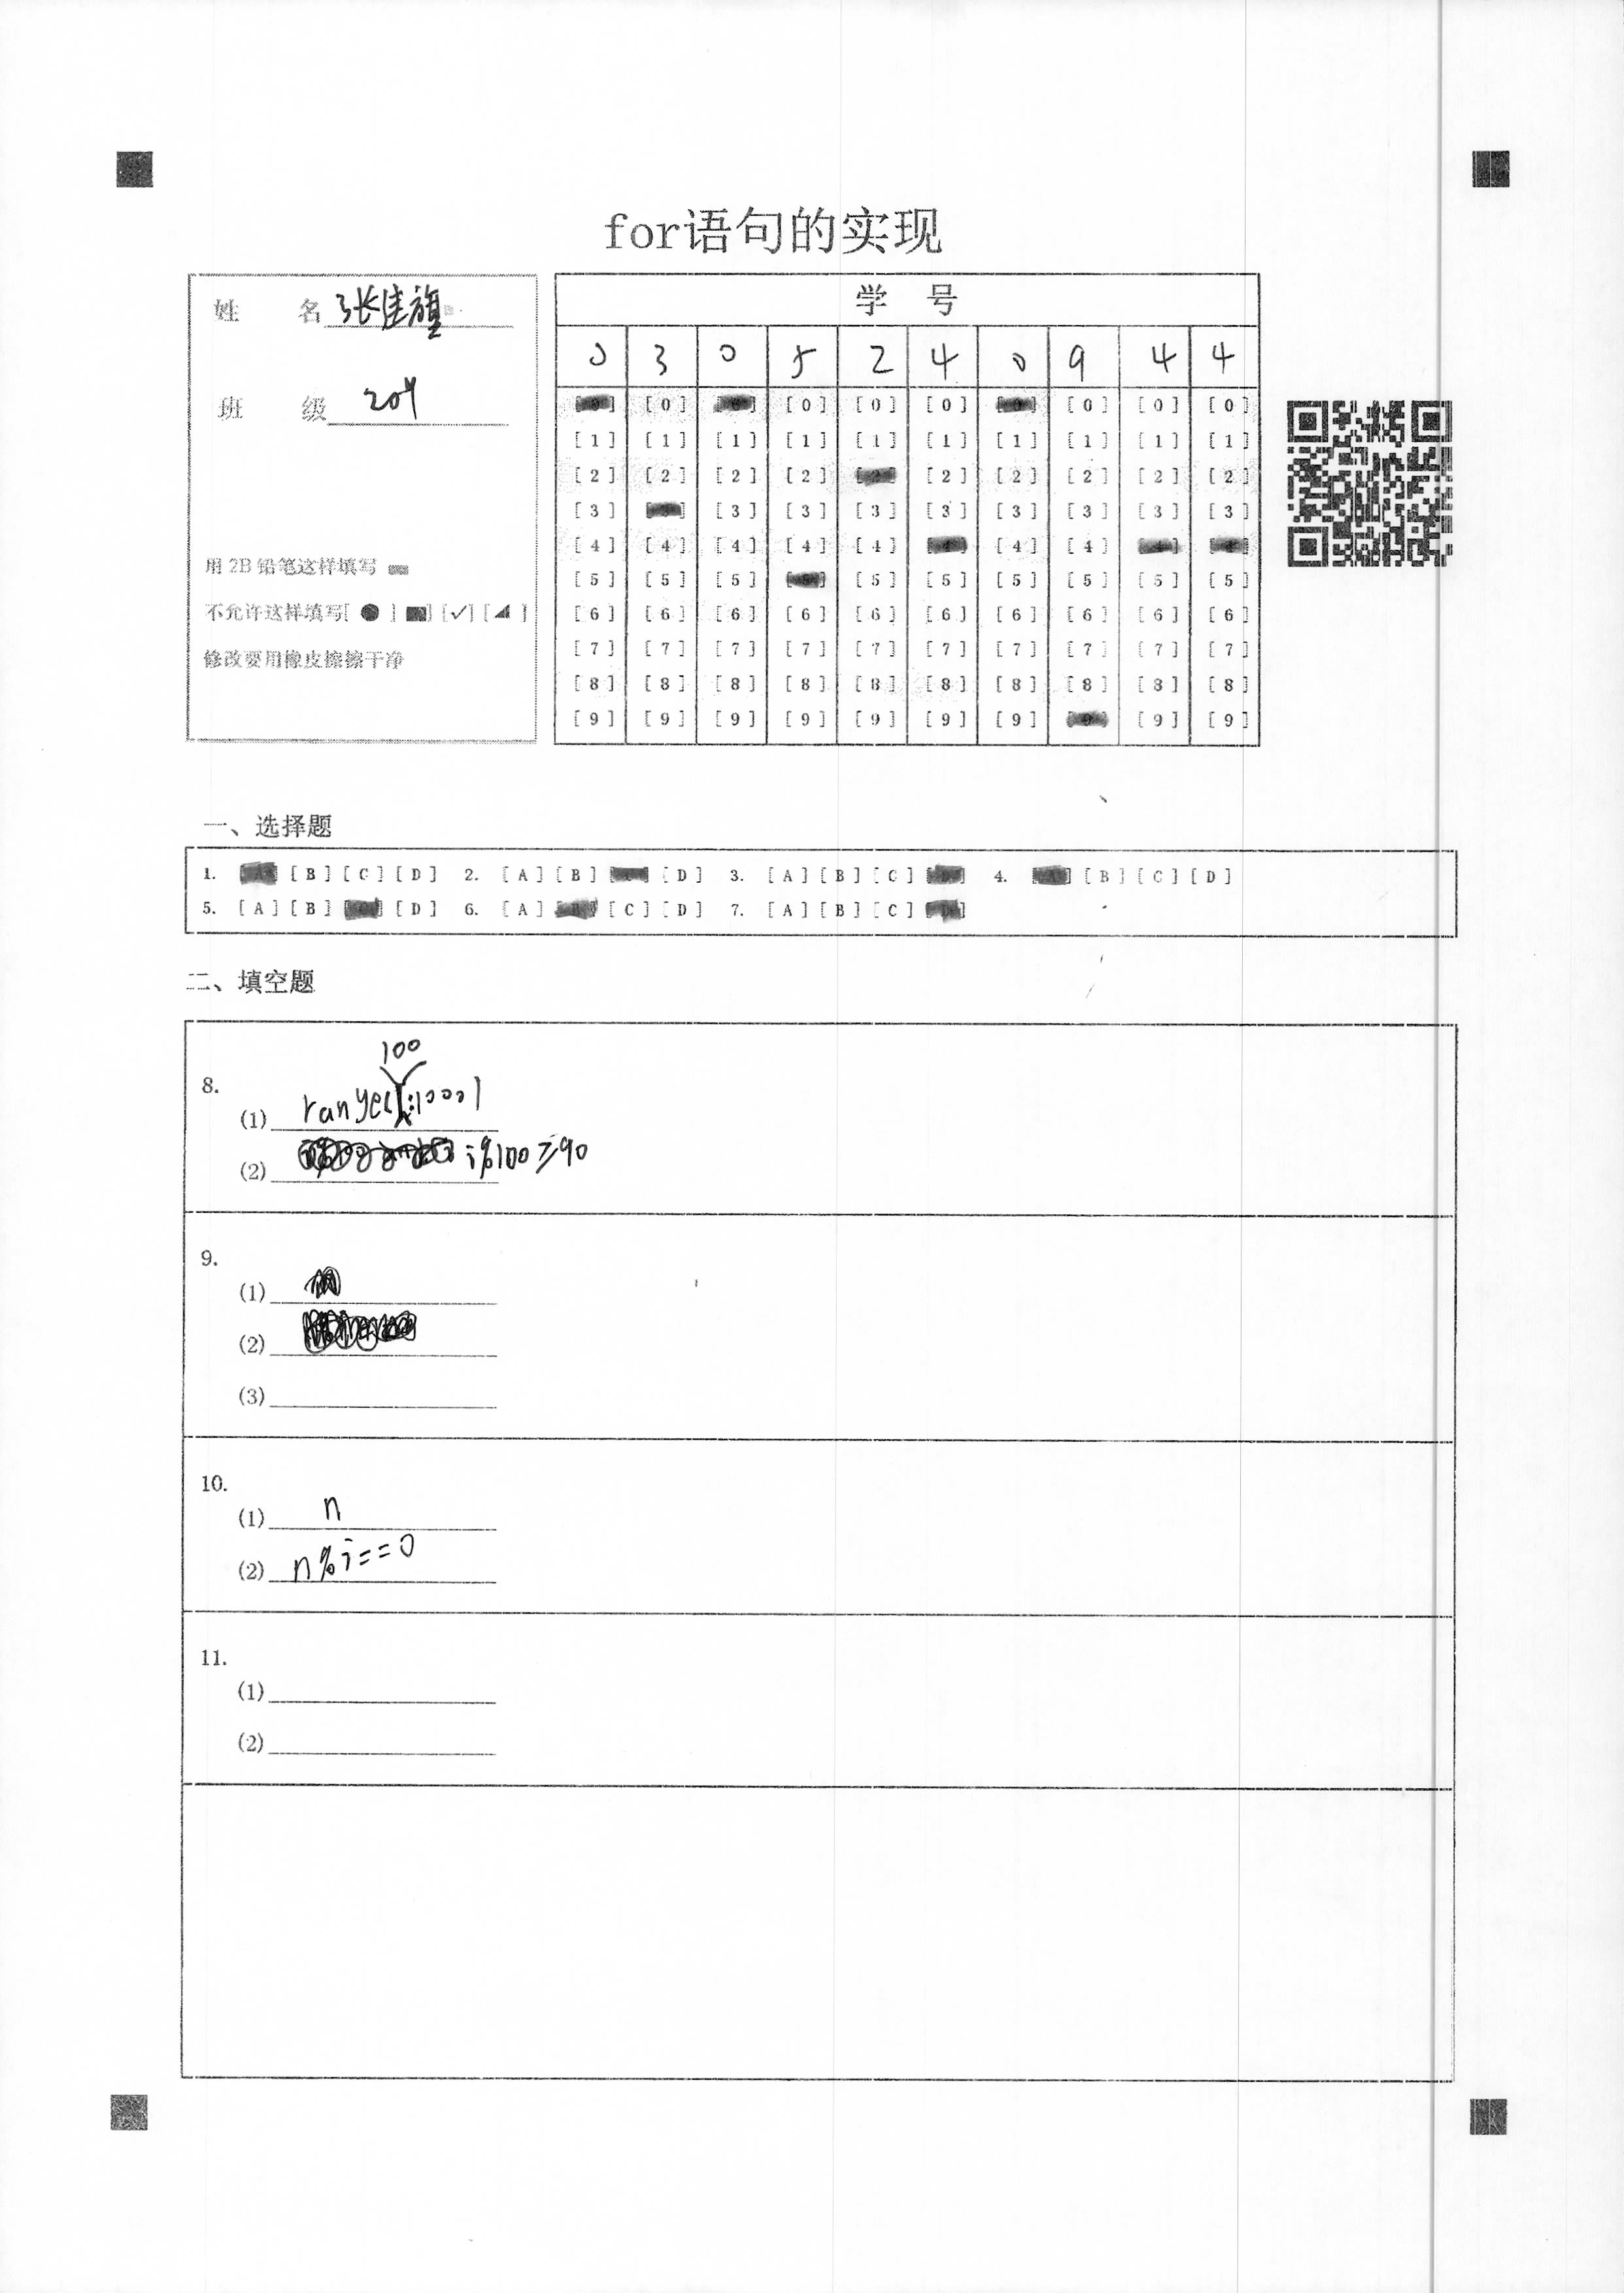 for语句的实现
姓 名 张佳旗
班 级 204
用 2B 铅笔这样填写
不允许这样填写[ ● ] [■] [✓] [ ◢ ]
修改要用橡皮擦擦干净
学 号
0 3 0 5 2 4 0 9 4 4
[0] [0] [0] [0] [0] [0] [0] [0] [0] [0]
[1] [1] [1] [1] [1] [1] [1] [1] [1] [1]
[2] [2] [2] [2] [2] [2] [2] [2] [2] [2]
[3] [3] [3] [3] [3] [3] [3] [3] [3] [3]
[4] [4] [4] [4] [4] [4] [4] [4] [4] [4]
[5] [5] [5] [5] [5] [5] [5] [5] [5] [5]
[6] [6] [6] [6] [6] [6] [6] [6] [6] [6]
[7] [7] [7] [7] [7] [7] [7] [7] [7] [7]
[8] [8] [8] [8] [8] [8] [8] [8] [8] [8]
[9] [9] [9] [9] [9] [9] [9] [9] [9] [9]
一、选择题
1. [A] [B] [C] [D] 2. [A] [B] [C] [D] 3. [A] [B] [C] [D] 4. [A] [B] [C] [D]
5. [A] [B] [C] [D] 6. [A] [B] [C] [D] 7. [A] [B] [C] [D]
二、填空题
8.
100
(1) range(
(2) i%100≥90
9.
(1)
(2)
(3)
10.
(1) n
(2) n%i==0
11.
(1)
(2)